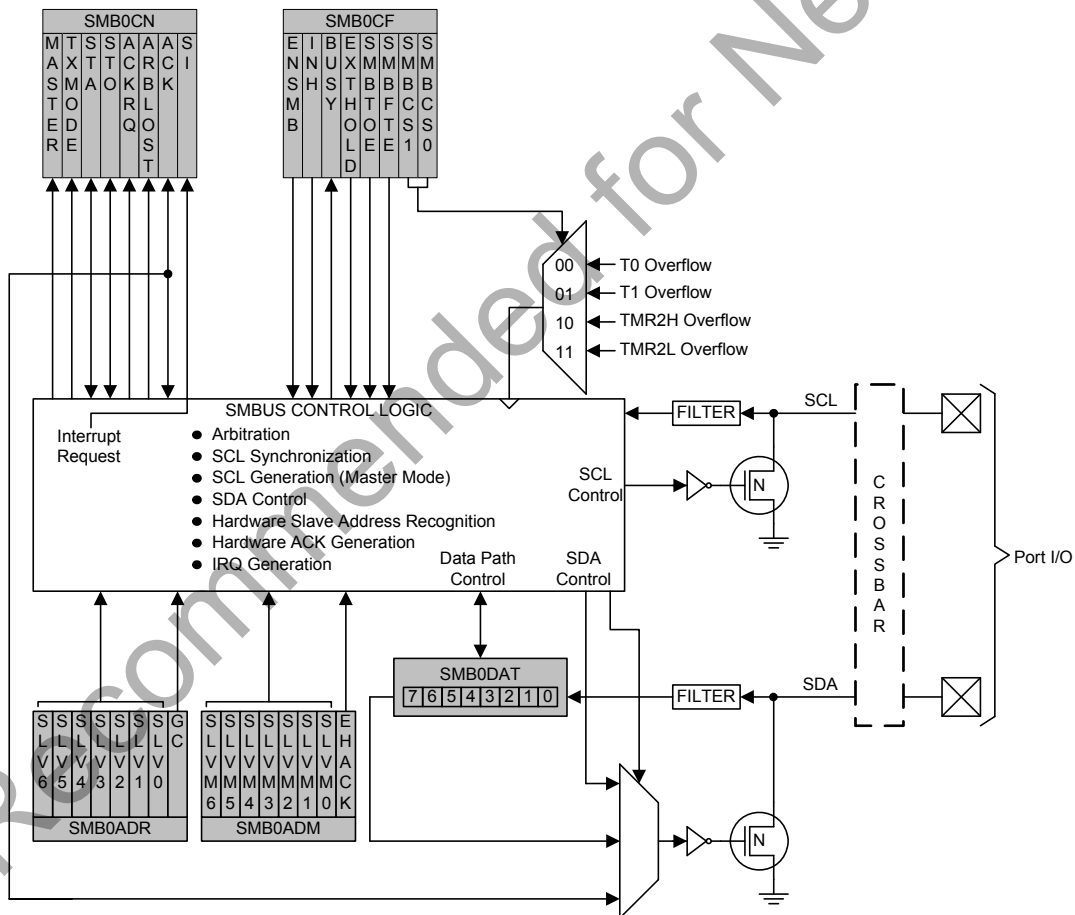 SMB0CN
MASTER
TXMODE
STA
STO
ACKRQ
ARBLOST
ACK
SI
SMB0CF
ENSMB
INH
BUSY
EXTHOLD
SMBTOE
SMBFTE
SMBCS1
SMBCS0
00
T0 Overflow
01
T1 Overflow
10
TMR2H Overflow
11
TMR2L Overflow
SMBUS CONTROL LOGIC
Interrupt
Request
● Arbitration
● SCL Synchronization
● SCL Generation (Master Mode)
● SDA Control
● Hardware Slave Address Recognition
● Hardware ACK Generation
● IRQ Generation
Data Path
Control
SDA
Control
SCL
Control
FILTER
SCL
N
CROSSBAR
Port I/O
SMB0DAT
7 6 5 4 3 2 1 0
FILTER
SDA
N
SLV6
SLV5
SLV4
SLV3
SLV2
SLV1
SLV0
GC
SMB0ADR
SLVM6
SLVM5
SLVM4
SLVM3
SLVM2
SLVM1
SLVM0
EHACK
SMB0ADM
Recommended for Ne